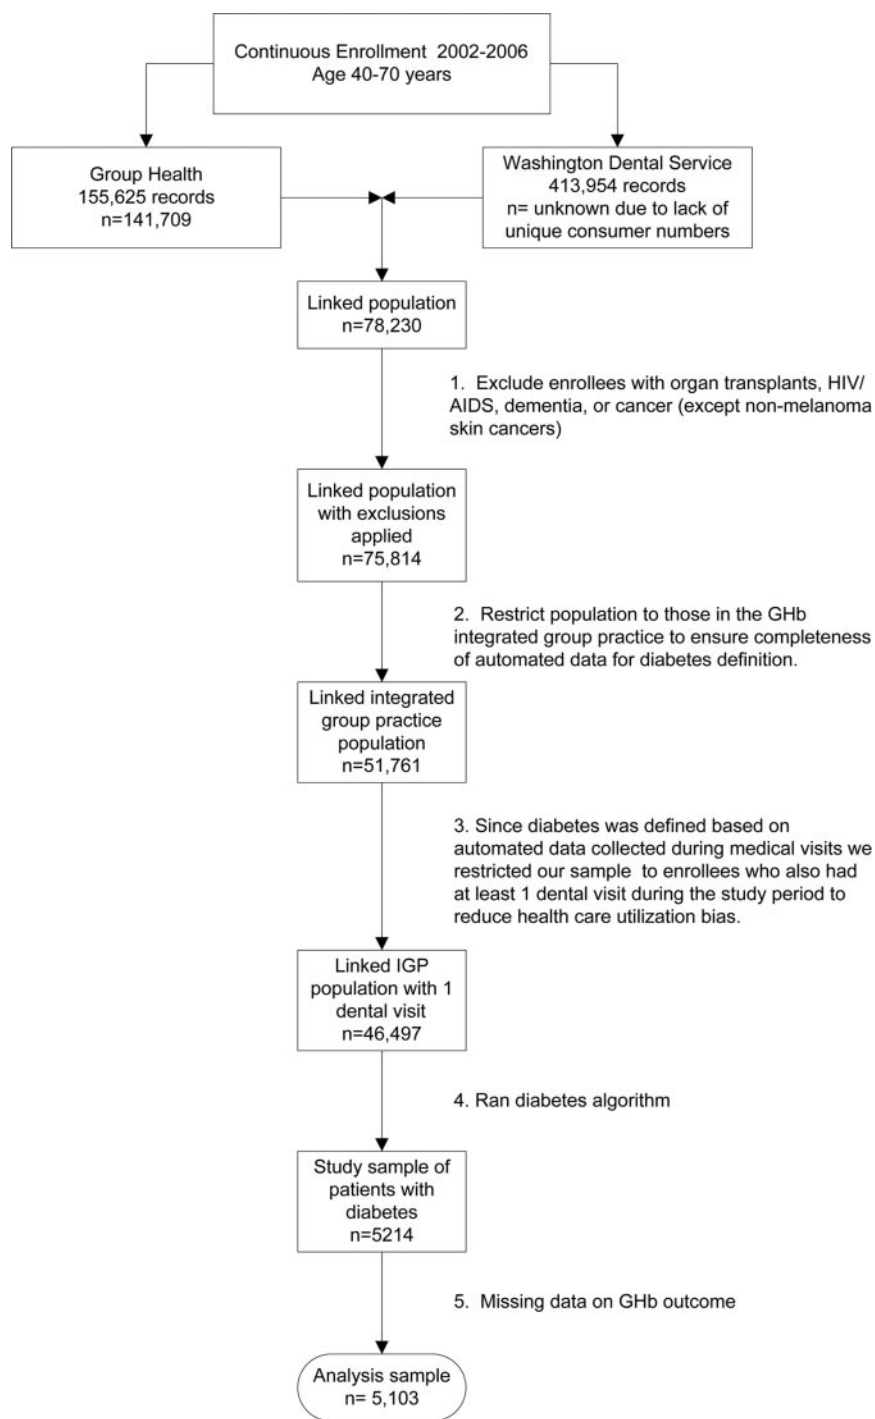 Continuous Enrollment 2002-2006
Age 40-70 years
Group Health
155,625 records
n=141,709
Washington Dental Service
413,954 records
n= unknown due to lack of
unique consumer numbers
Linked population
n=78,230
1. Exclude enrollees with organ transplants, HIV/
AIDS, dementia, or cancer (except non-melanoma
skin cancers)
Linked population
with exclusions
applied
n=75,814
2. Restrict population to those in the GHb
integrated group practice to ensure completeness
of automated data for diabetes definition.
Linked integrated
group practice
population
n=51,761
3. Since diabetes was defined based on
automated data collected during medical visits we
restricted our sample to enrollees who also had
at least 1 dental visit during the study period to
reduce health care utilization bias.
Linked IGP
population with 1
dental visit
n=46,497
4. Ran diabetes algorithm
Study sample of
patients with
diabetes
n=5214
5. Missing data on GHb outcome
Analysis sample
n= 5,103